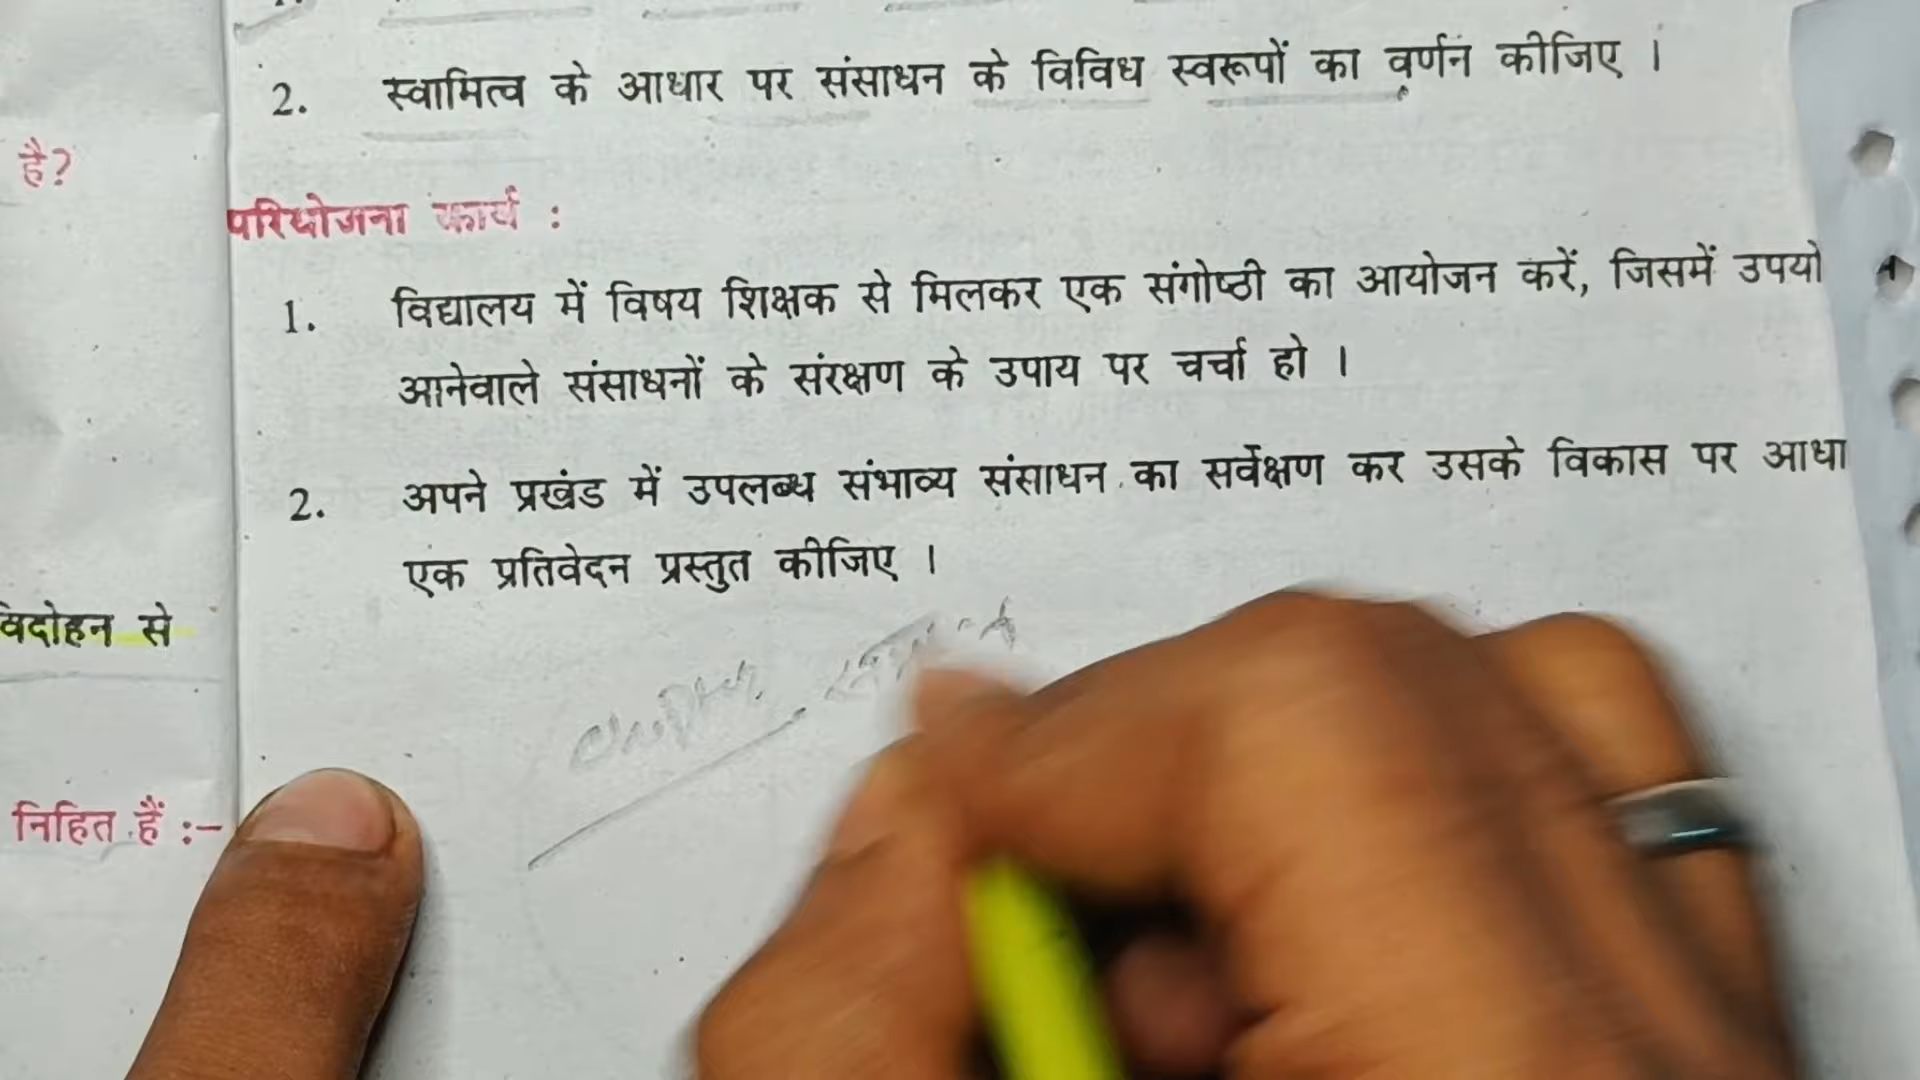 2. स्वामित्व के आधार पर संसाधन के विविध स्वरूपों का वर्णन कीजिए ।
है?
परियोजना कार्य :
1. विद्यालय में विषय शिक्षक से मिलकर एक संगोष्ठी का आयोजन करें, जिसमें उपयो
आनेवाले संसाधनों के संरक्षण के उपाय पर चर्चा हो ।
2. अपने प्रखंड में उपलब्ध संभाव्य संसाधन का सर्वेक्षण कर उसके विकास पर आधा
एक प्रतिवेदन प्रस्तुत कीजिए ।
विदोहन से
निहित हैं :-